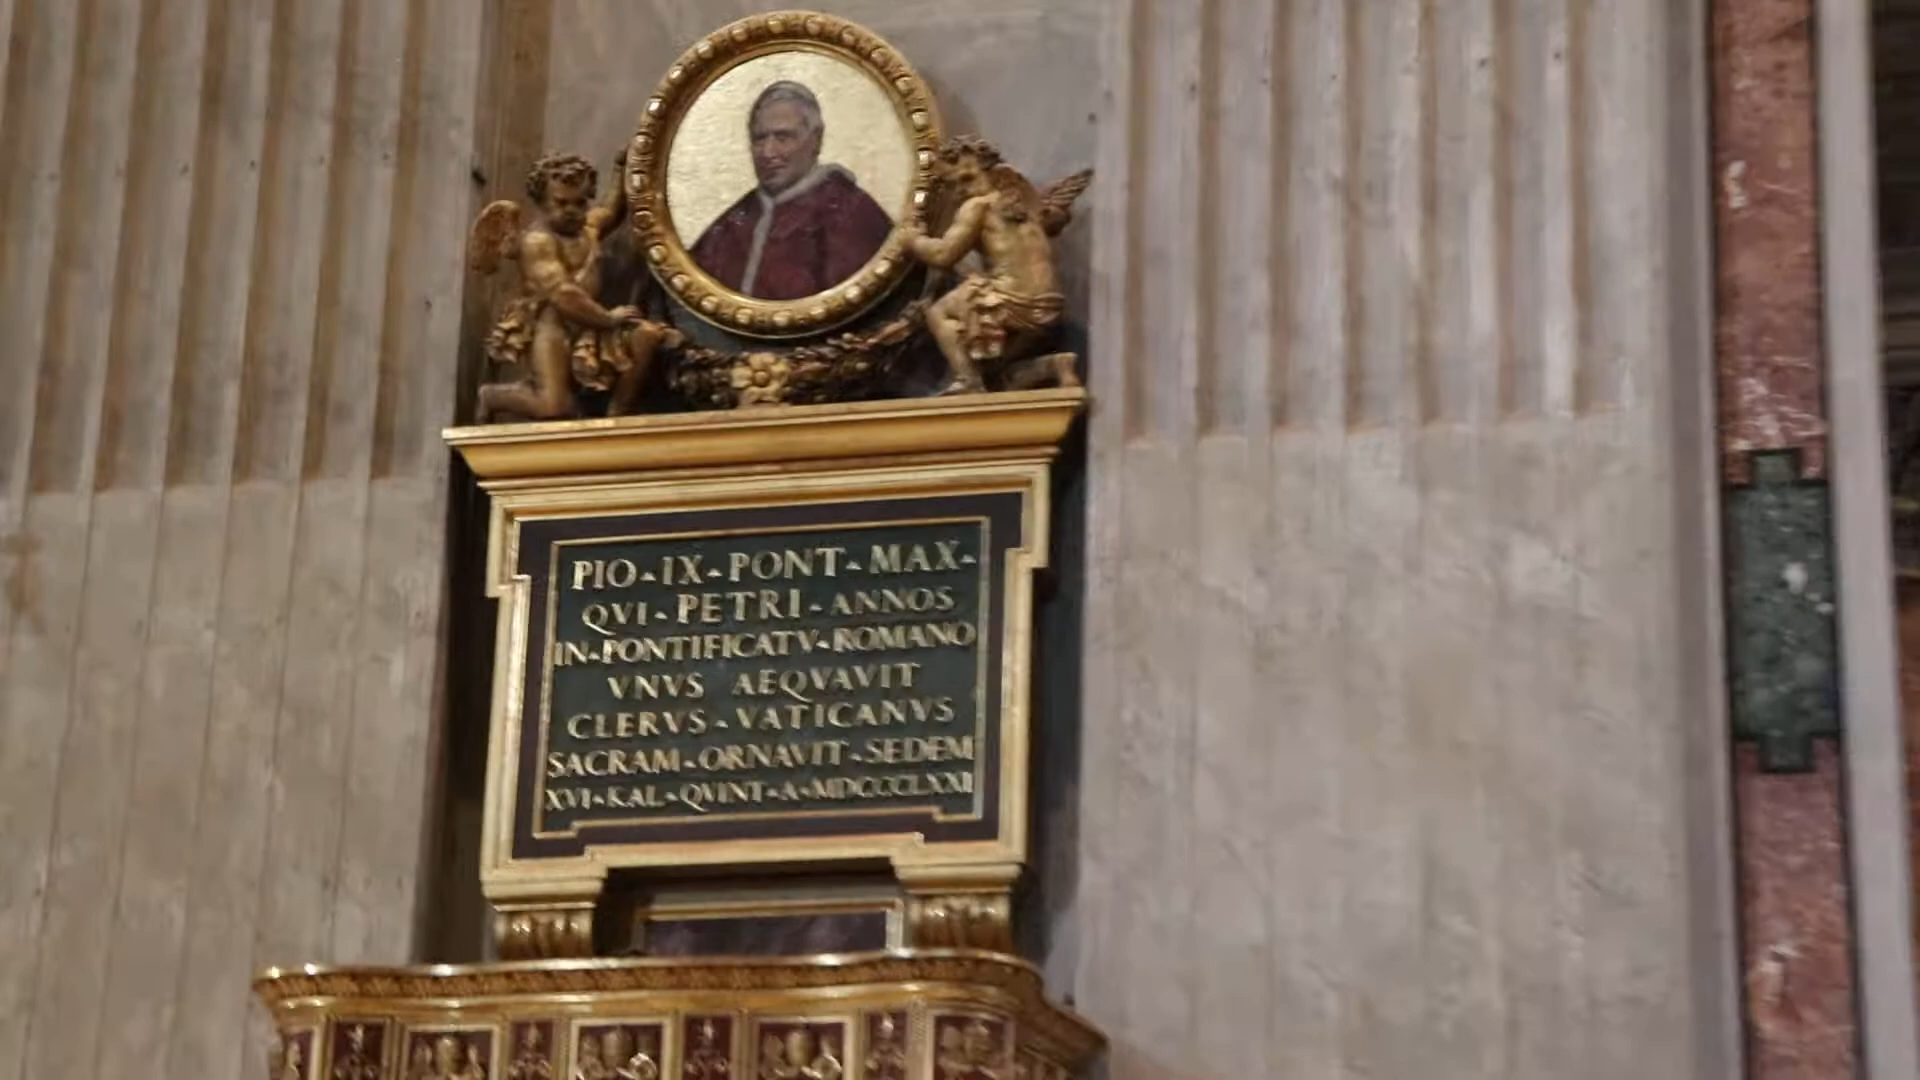 PIO IX PONT MAX
QVI PETRI ANNOS
IN PONTIFICATV ROMANO
VNVS AEQVAVIT
CLERVS VATICANVS
SACRAM ORNAVIT SEDEM
XVI KAL QVINT A MDCCCLXXI